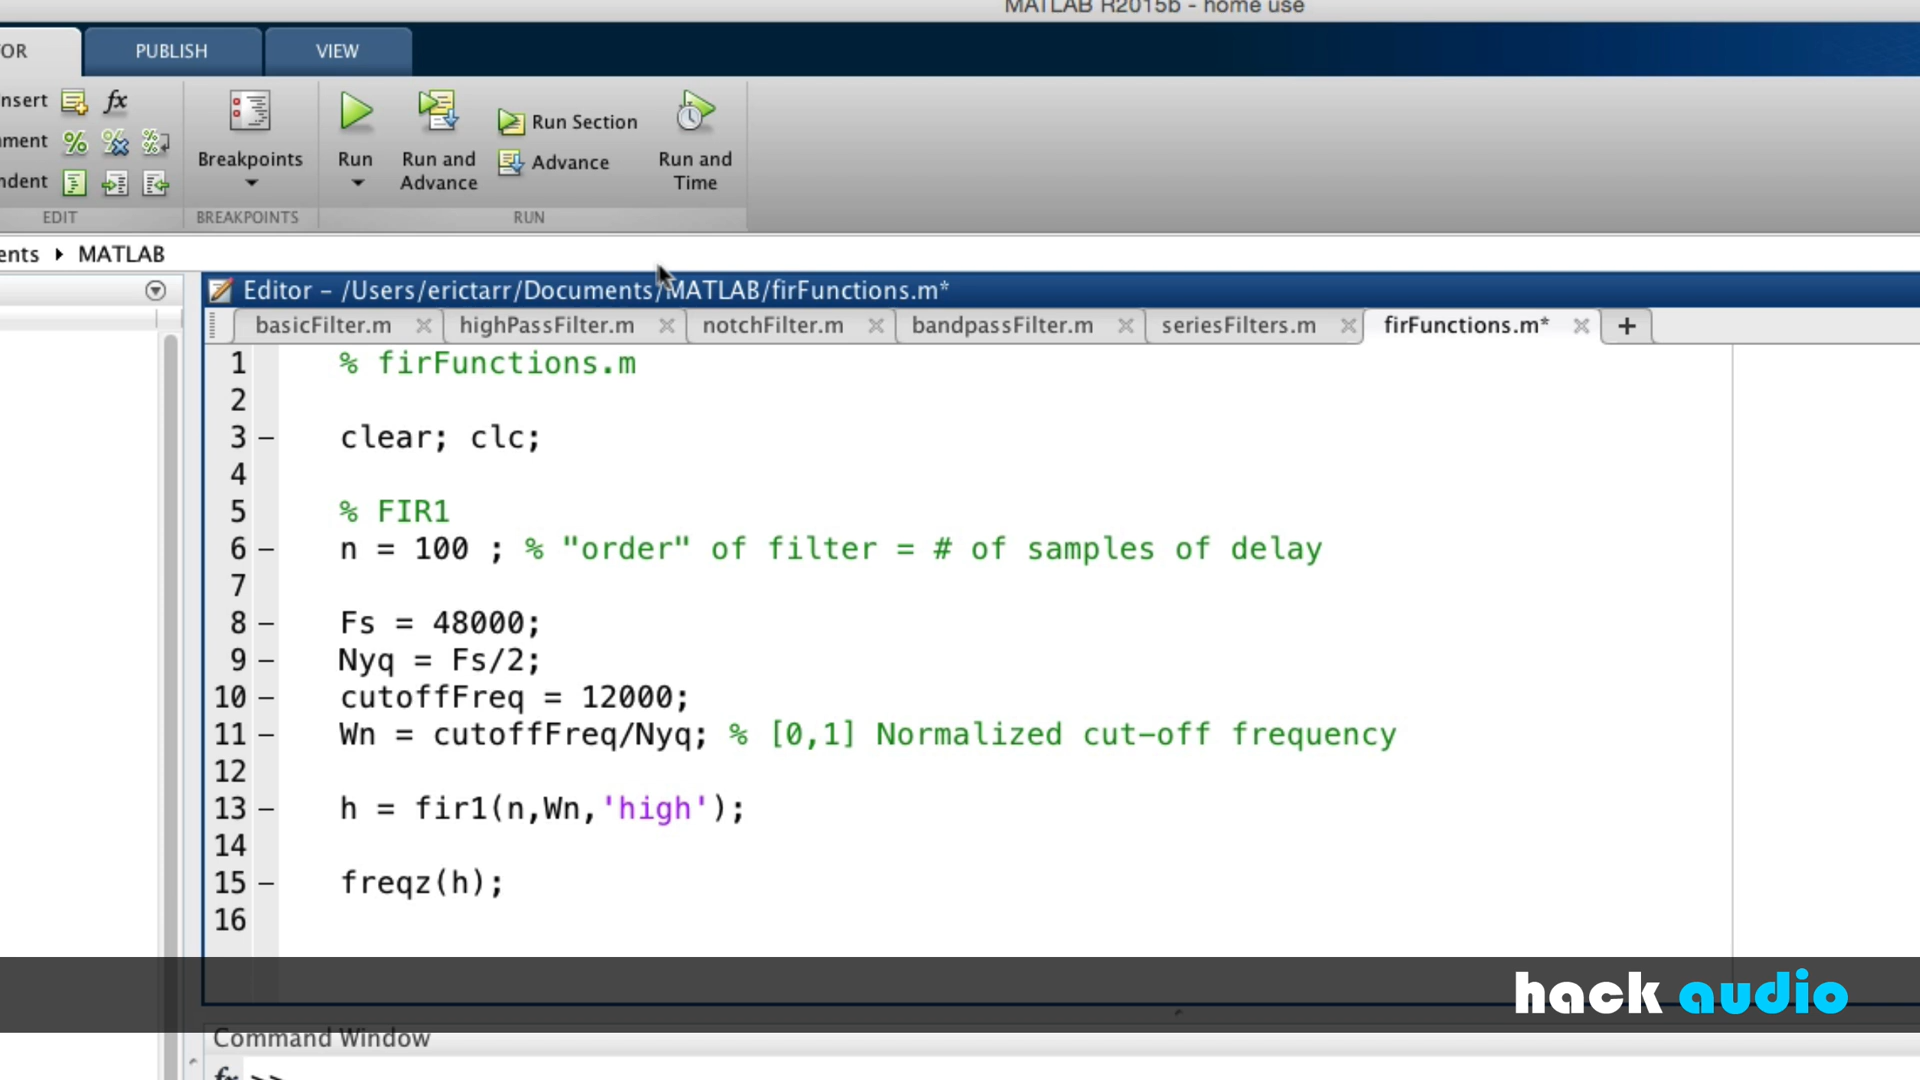 MATLAB R2015b - home use
OR PUBLISH VIEW
nsert fx
ment
ndent
Breakpoints
Run
Run and Advance
Run Section
Advance
Run and Time
EDIT BREAKPOINTS RUN
ents ▸ MATLAB
Editor – /Users/erictarr/Documents/MATLAB/firFunctions.m*
basicFilter.m highPassFilter.m notchFilter.m bandpassFilter.m seriesFilters.m firFunctions.m* +
1 % firFunctions.m
2
3 – clear; clc;
4
5 % FIR1
6 – n = 100 ; % "order" of filter = # of samples of delay
7
8 – Fs = 48000;
9 – Nyq = Fs/2;
10 – cutoffFreq = 12000;
11 – Wn = cutoffFreq/Nyq; % [0,1] Normalized cut-off frequency
12
13 – h = fir1(n,Wn,'high');
14
15 – freqz(h);
16
hack audio
Command Window
fx >>